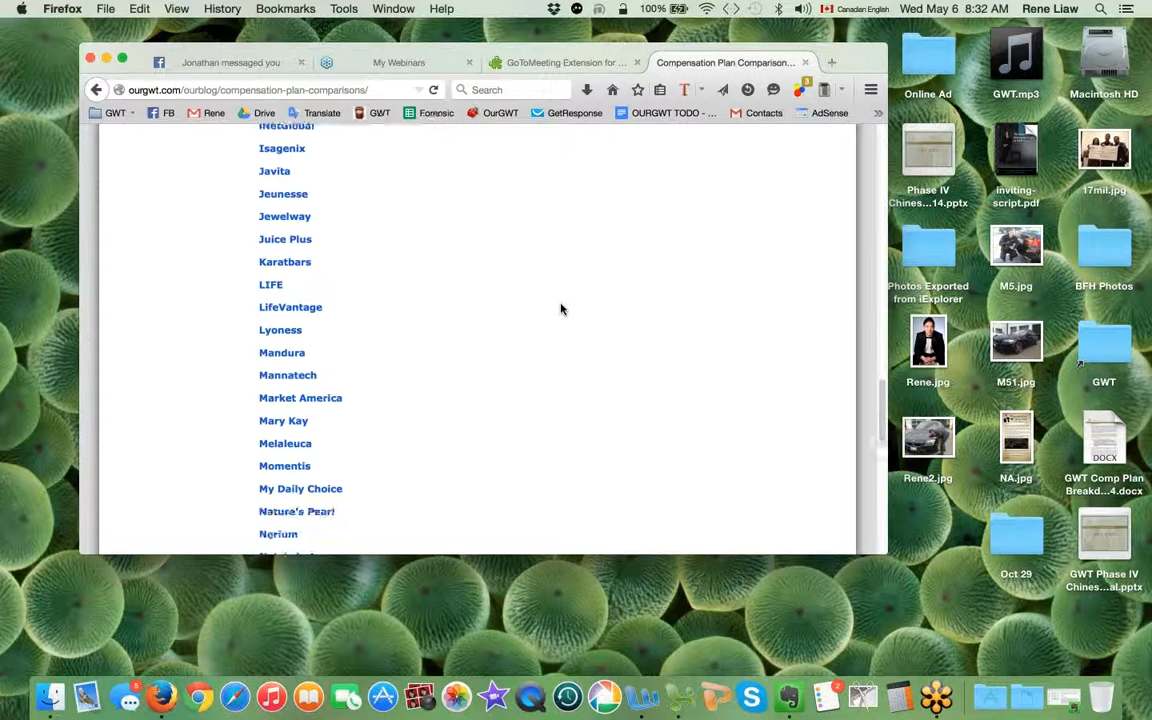 Firefox File Edit View History Bookmarks Tools Window Help
100% Canadian English Wed May 6 8:32 AM Rene Liaw
Jonathan messaged you
My Webinars
GoToMeeting Extension for ...
Compensation Plan Comparison...
ourgwt.com/ourblog/compensation-plan-comparisons/
Search
3
GWT FB Rene Drive Translate GWT Forensic OurGWT GetResponse OURGWT TODO - ... Contacts AdSense
iNetGlobal
Isagenix
Javita
Jeunesse
Jewelway
Juice Plus
Karatbars
LIFE
LifeVantage
Lyoness
Mandura
Mannatech
Market America
Mary Kay
Melaleuca
Momentis
My Daily Choice
Nature's Pearl
Nerium
Online Ad
GWT.mp3
Macintosh HD
Phase IV
Chines...14.pptx
inviting-
script.pdf
17mil.jpg
Photos Exported
from iExplorer
M5.jpg
BFH Photos
Rene.jpg
M51.jpg
GWT
Rene2.jpg
NA.jpg
DOCX
GWT Comp Plan
Breakd...4.docx
Oct 29
GWT Phase IV
Chines...al.pptx
5
2